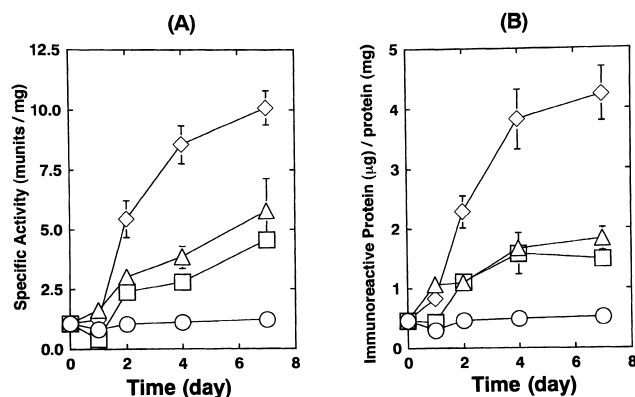 (A)
12.5
10.0
7.5
5.0
2.5
0.0
0 2 4 6 8
Specific Activity (munits / mg)
Time (day)
(B)
5
4
3
2
1
0
0 2 4 6 8
Immunoreactive Protein (µg) / protein (mg)
Time (day)